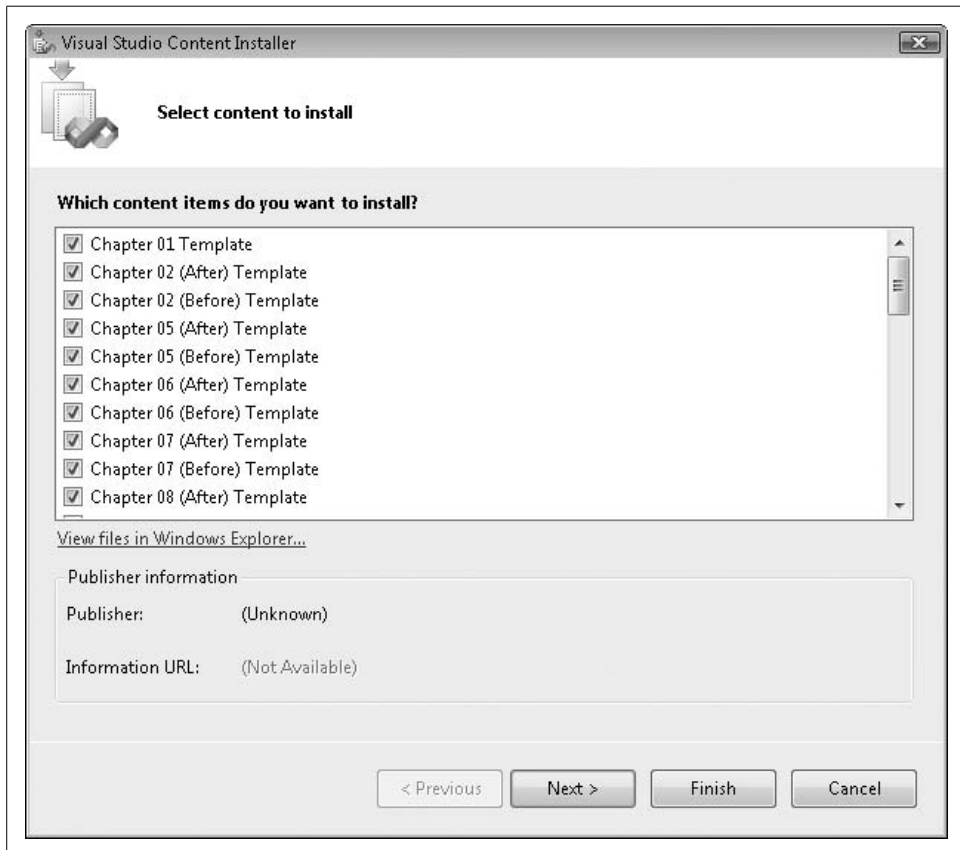 Visual Studio Content Installer
Select content to install
Which content items do you want to install?
Chapter 01 Template
Chapter 02 (After) Template
Chapter 02 (Before) Template
Chapter 05 (After) Template
Chapter 05 (Before) Template
Chapter 06 (After) Template
Chapter 06 (Before) Template
Chapter 07 (After) Template
Chapter 07 (Before) Template
Chapter 08 (After) Template
View files in Windows Explorer...
Publisher information
Publisher: (Unknown)
Information URL: (Not Available)
< Previous Next > Finish Cancel